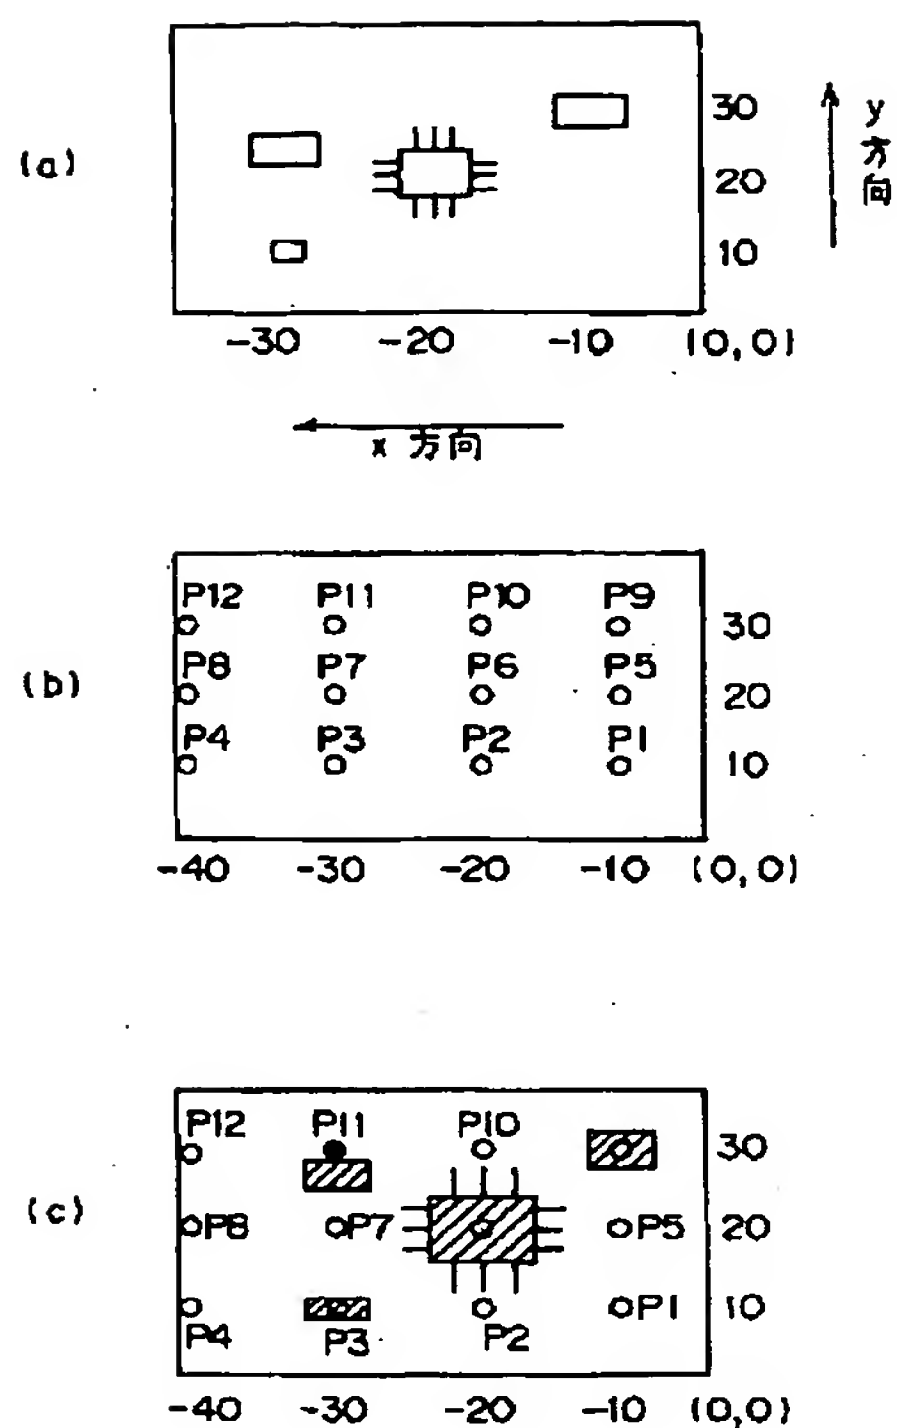 (a)
30
20
10
y方向
-30 -20 -10 (0,0)
x 方向
(b)
P12 P11 P10 P9
30
P8 P7 P6 P5
20
P4 P3 P2 P1
10
-40 -30 -20 -10 (0,0)
(c)
P12 P11 P10
30
P8 P7 P5
20
P1
10
P4 P3 P2
-40 -30 -20 -10 (0,0)